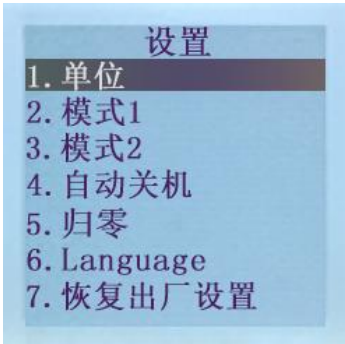 设置
1.单位
2.模式1
3.模式2
4.自动关机
5.归零
6.Language
7.恢复出厂设置